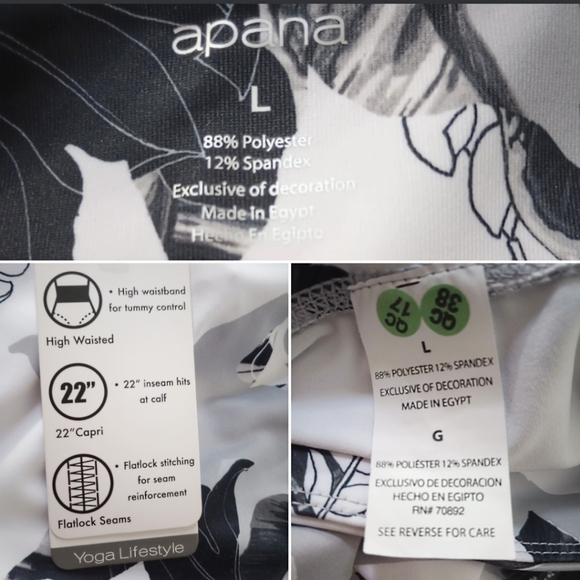 apana
L
88% Polyester
12% Spandex
Exclusive of decoration
Made in Egypt
Hecho En Egipto
• High waistband
for tummy control
High Waisted
22"
• 22" inseam hits
at calf
22"Capri
• Flatlock stitching
for seam
reinforcement
Flatlock Seams
Yoga Lifestyle
QC
17
QC
38
L
88% POLYESTER 12% SPANDEX
EXCLUSIVE OF DECORATION
MADE IN EGYPT
G
88% POLIÉSTER 12% SPANDEX
EXCLUSIVO DE DECORACION
HECHO EN EGIPTO
RN# 70892
SEE REVERSE FOR CARE